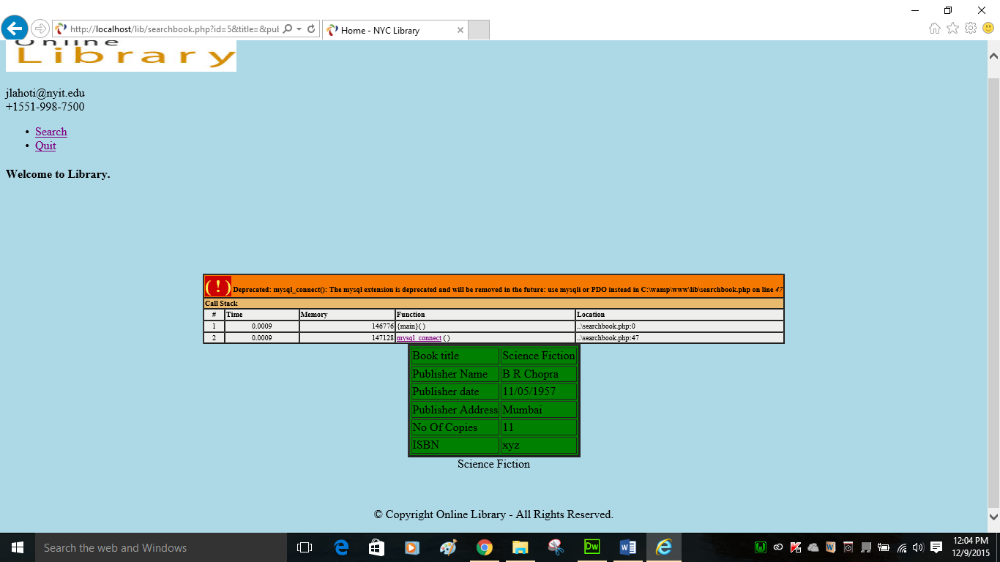 http://localhost/lib/searchbook.php?id=5&title=&pul
Home - NYC Library
Online
Library
jlahoti@nyit.edu
+1551-998-7500
• Search
• Quit
Welcome to Library.
( ! ) Deprecated: mysql_connect(): The mysql extension is deprecated and will be removed in the future: use mysqli or PDO instead in C:\wamp\www\lib\searchbook.php on line 47
Call Stack
# Time Memory Function Location
1 0.0009 146776 {main}( ) ..\searchbook.php:0
2 0.0009 147128 mysql_connect ( ) ..\searchbook.php:47
Book title Science Fiction
Publisher Name B R Chopra
Publisher date 11/05/1957
Publisher Address Mumbai
No Of Copies 11
ISBN xyz
Science Fiction
© Copyright Online Library - All Rights Reserved.
Search the web and Windows
Dw
12:04 PM
12/9/2015